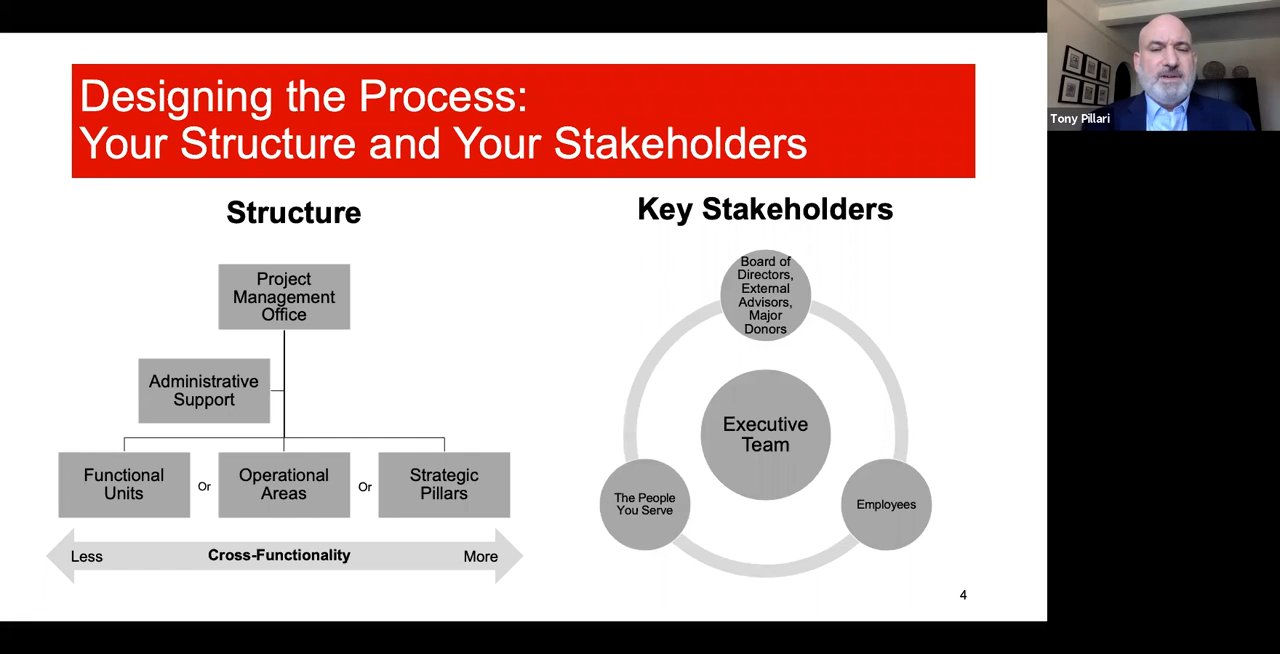 Designing the Process:
Your Structure and Your Stakeholders
Structure
Project
Management
Office
Administrative
Support
Functional
Units
Or
Operational
Areas
Or
Strategic
Pillars
Less
Cross-Functionality
More
Key Stakeholders
Board of
Directors,
External
Advisors,
Major
Donors
Executive
Team
The People
You Serve
Employees
4
Tony Pillari